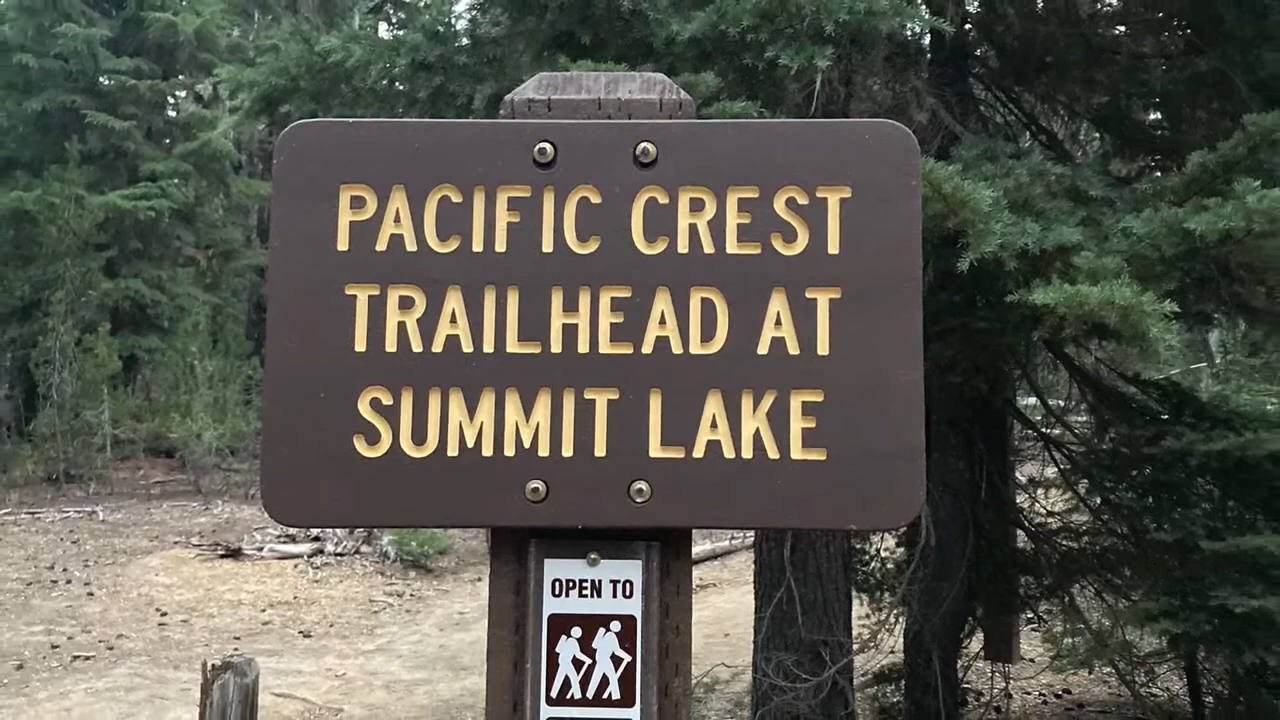 PACIFIC CREST
TRAILHEAD AT
SUMMIT LAKE
OPEN TO